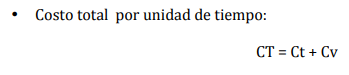 • Costo total por unidad de tiempo:
CT = Ct + Cv